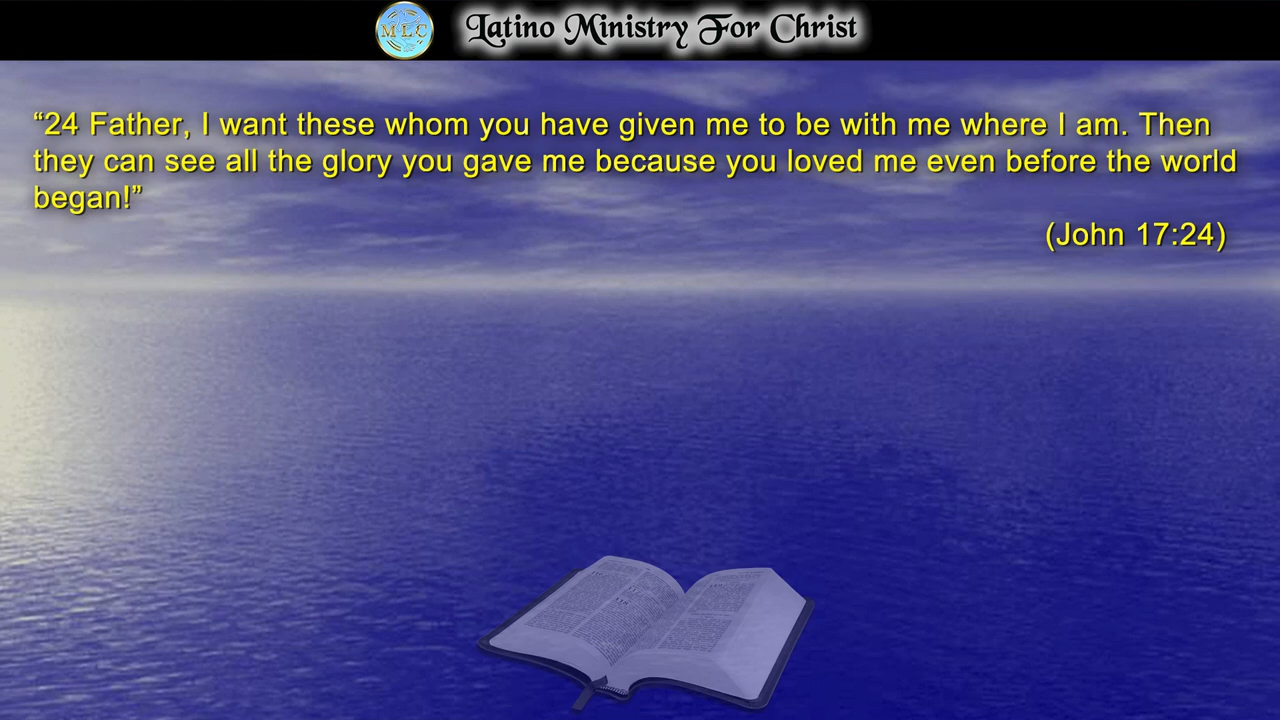 MLC
Latino Ministry For Christ
“24 Father, I want these whom you have given me to be with me where I am. Then
they can see all the glory you gave me because you loved me even before the world
began!”
(John 17:24)